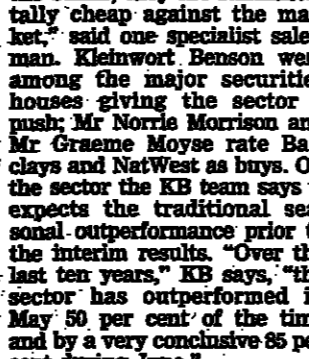 tally cheap against the ma
ket," said one specialist sale
man. Kleinwort Benson wer
among the major securitie
houses giving the sector
push; Mr Norrie Morrison an
Mr Graeme Moyse rate Ba
clays and NatWest as buys. O
the sector the KB team says
expects the traditional sea
sonal outperformance prior t
the interim results. "Over th
last ten years," KB says, "th
sector has outperformed i
May 50 per cent of the tim
and by a very conclusive 85 pe